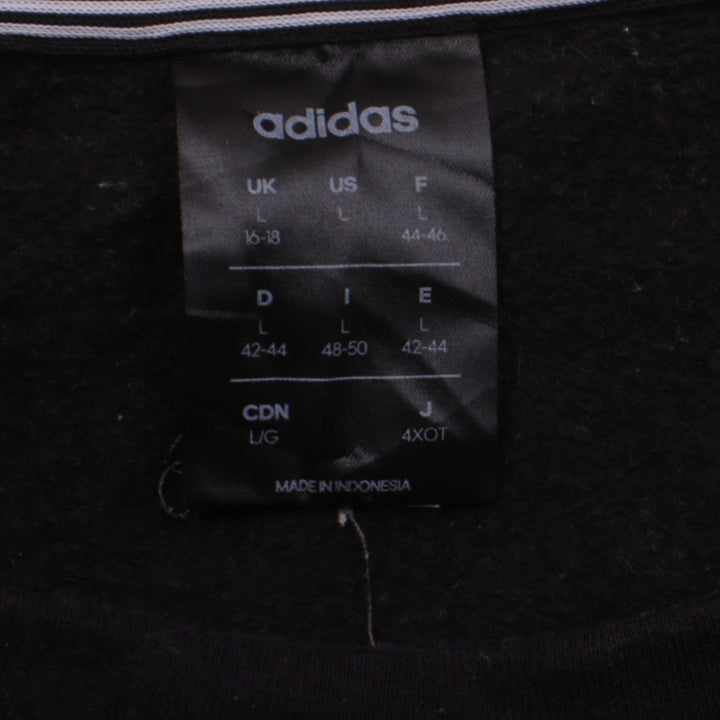 adidas
UK US F
L L L
16-18 44-46
D I E
L L L
42-44 48-50 42-44
CDN J
L/G 4XOT
MADE IN INDONESIA